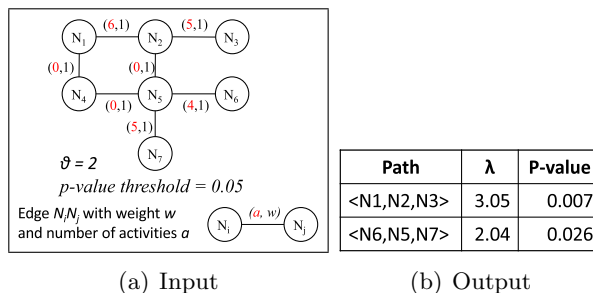 (6,1) (5,1)
N1 N2 N3
(0,1) (0,1)
N4 N5 N6
(0,1) (4,1)
(5,1)
N7
ϑ = 2
p-value threshold = 0.05
Edge NiNj with weight w (a, w)
and number of activities a Ni Nj
(a) Input
Path λ P-value
<N1,N2,N3> 3.05 0.007
<N6,N5,N7> 2.04 0.026
(b) Output